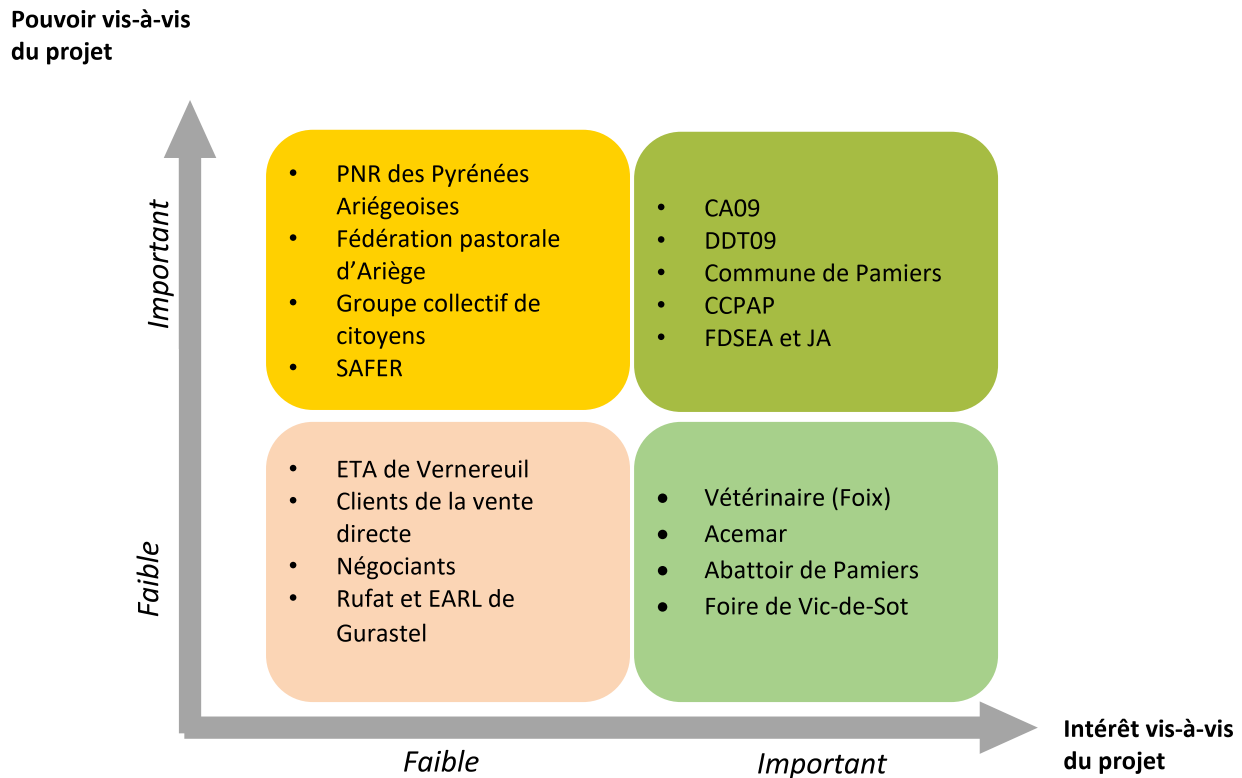 Pouvoir vis-à-vis
du projet
Important
• PNR des Pyrénées
Ariégeoises
• Fédération pastorale
d’Ariège
• Groupe collectif de
citoyens
• SAFER
• CA09
• DDT09
• Commune de Pamiers
• CCPAP
• FDSEA et JA
Faible
• ETA de Vernereuil
• Clients de la vente
directe
• Négociants
• Rufat et EARL de
Gurastel
• Vétérinaire (Foix)
• Acemar
• Abattoir de Pamiers
• Foire de Vic-de-Sot
Faible
Important
Intérêt vis-à-vis
du projet